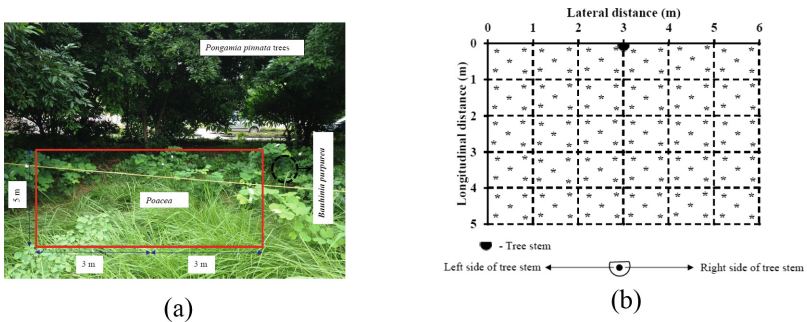 Pongamia pinnata trees
Bauhinia purpurea
Poacea
5 m
3 m
3 m
(a)
Lateral distance (m)
0 1 2 3 4 5 6
Longitudinal distance (m)
0
1
2
3
4
5
- Tree stem
Left side of tree stem
Right side of tree stem
(b)